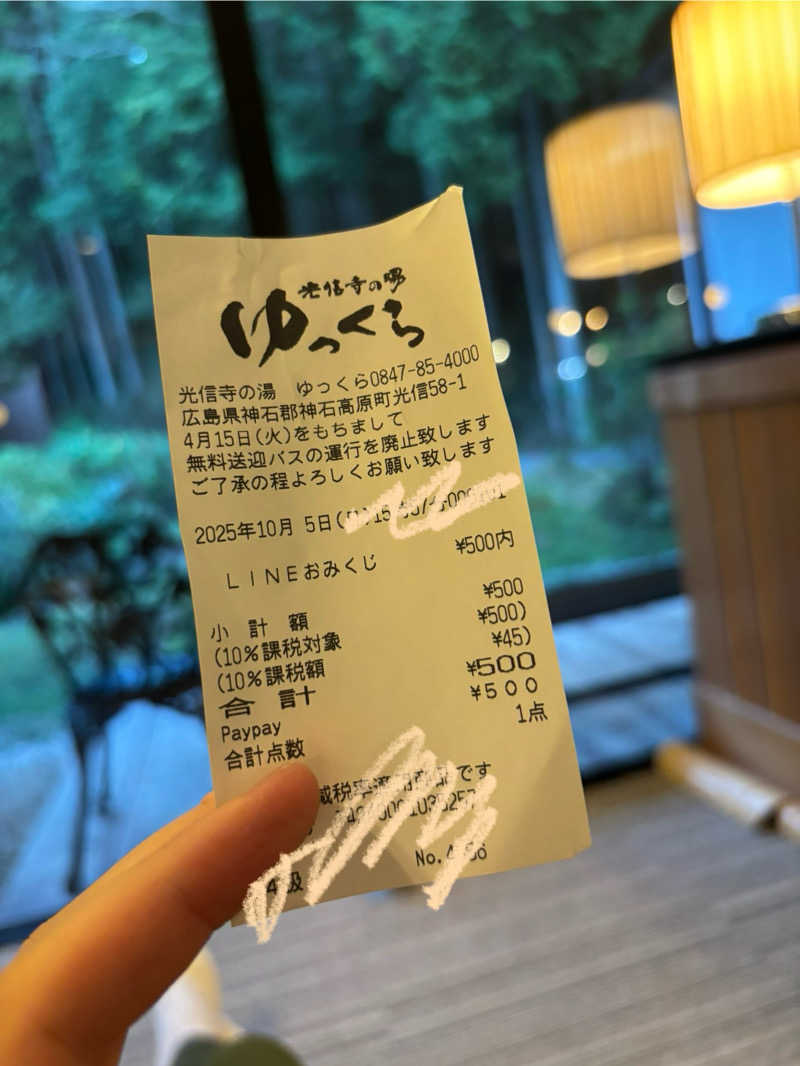 光信寺の湯
ゆっくら
光信寺の湯 ゆっくら0847-85-4000
広島県神石郡神石高原町光信58-1
4月15日(火)をもちまして
無料送迎バスの運行を廃止致します
ご了承の程よろしくお願い致します
2025年10月 5日(
¥500内
LINEおみくじ
小 計 額 ¥500
(10%課税対象 ¥500)
(10%課税額 ¥45)
合 計 ¥500
Paypay ¥500
合計点数 1点
です
No.